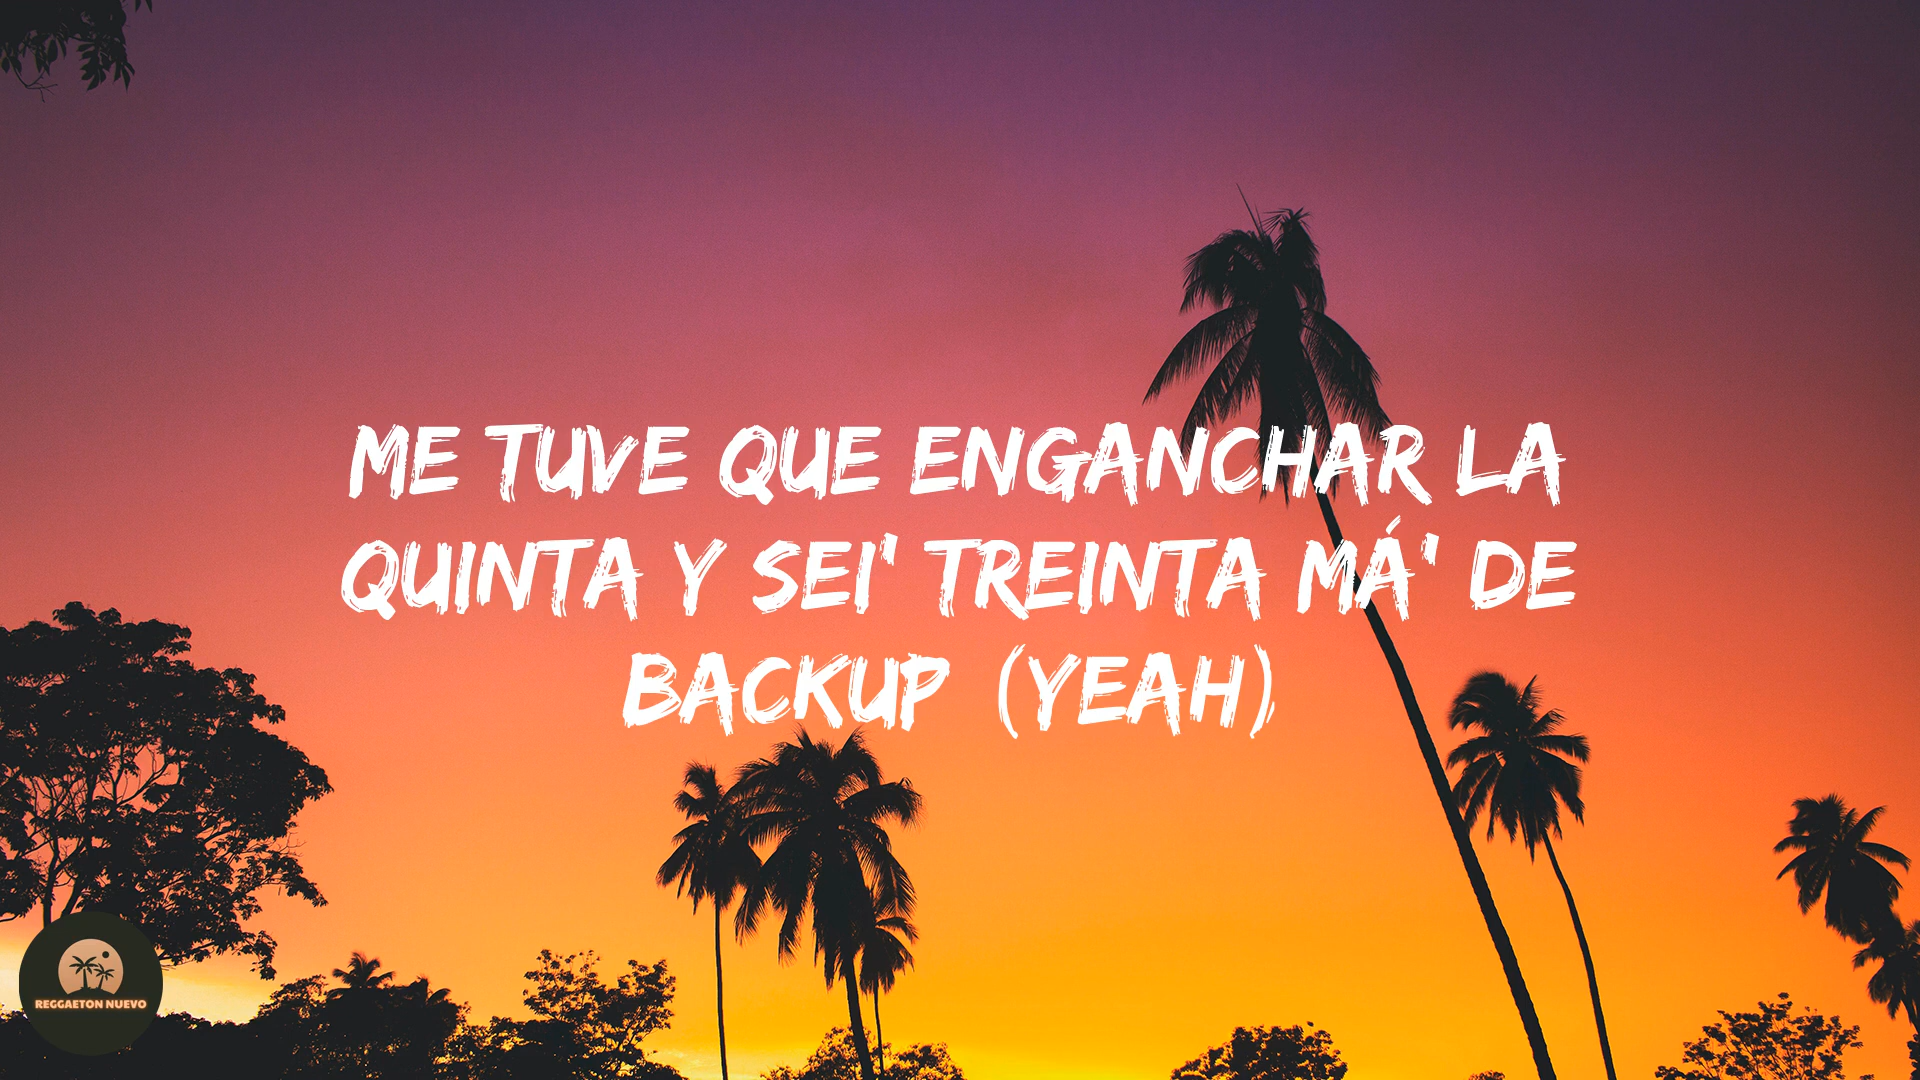 ME TUVE QUE ENGANCHAR LA
QUINTA Y SEI' TREINTA MÁ' DE
BACKUP (YEAH)
REGGAETON NUEVO